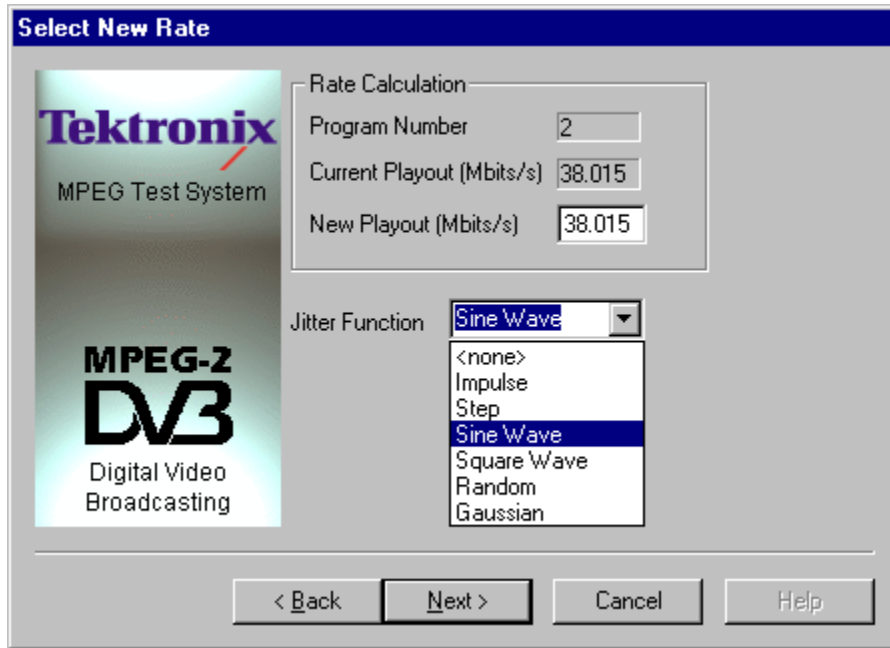 Select New Rate
Tektronix
MPEG Test System
MPEG-2
DVB
Digital Video
Broadcasting
Rate Calculation
Program Number 2
Current Playout (Mbits/s) 38.015
New Playout (Mbits/s) 38.015
Jitter Function Sine Wave
<none>
Impulse
Step
Sine Wave
Square Wave
Random
Gaussian
< Back Next > Cancel Help